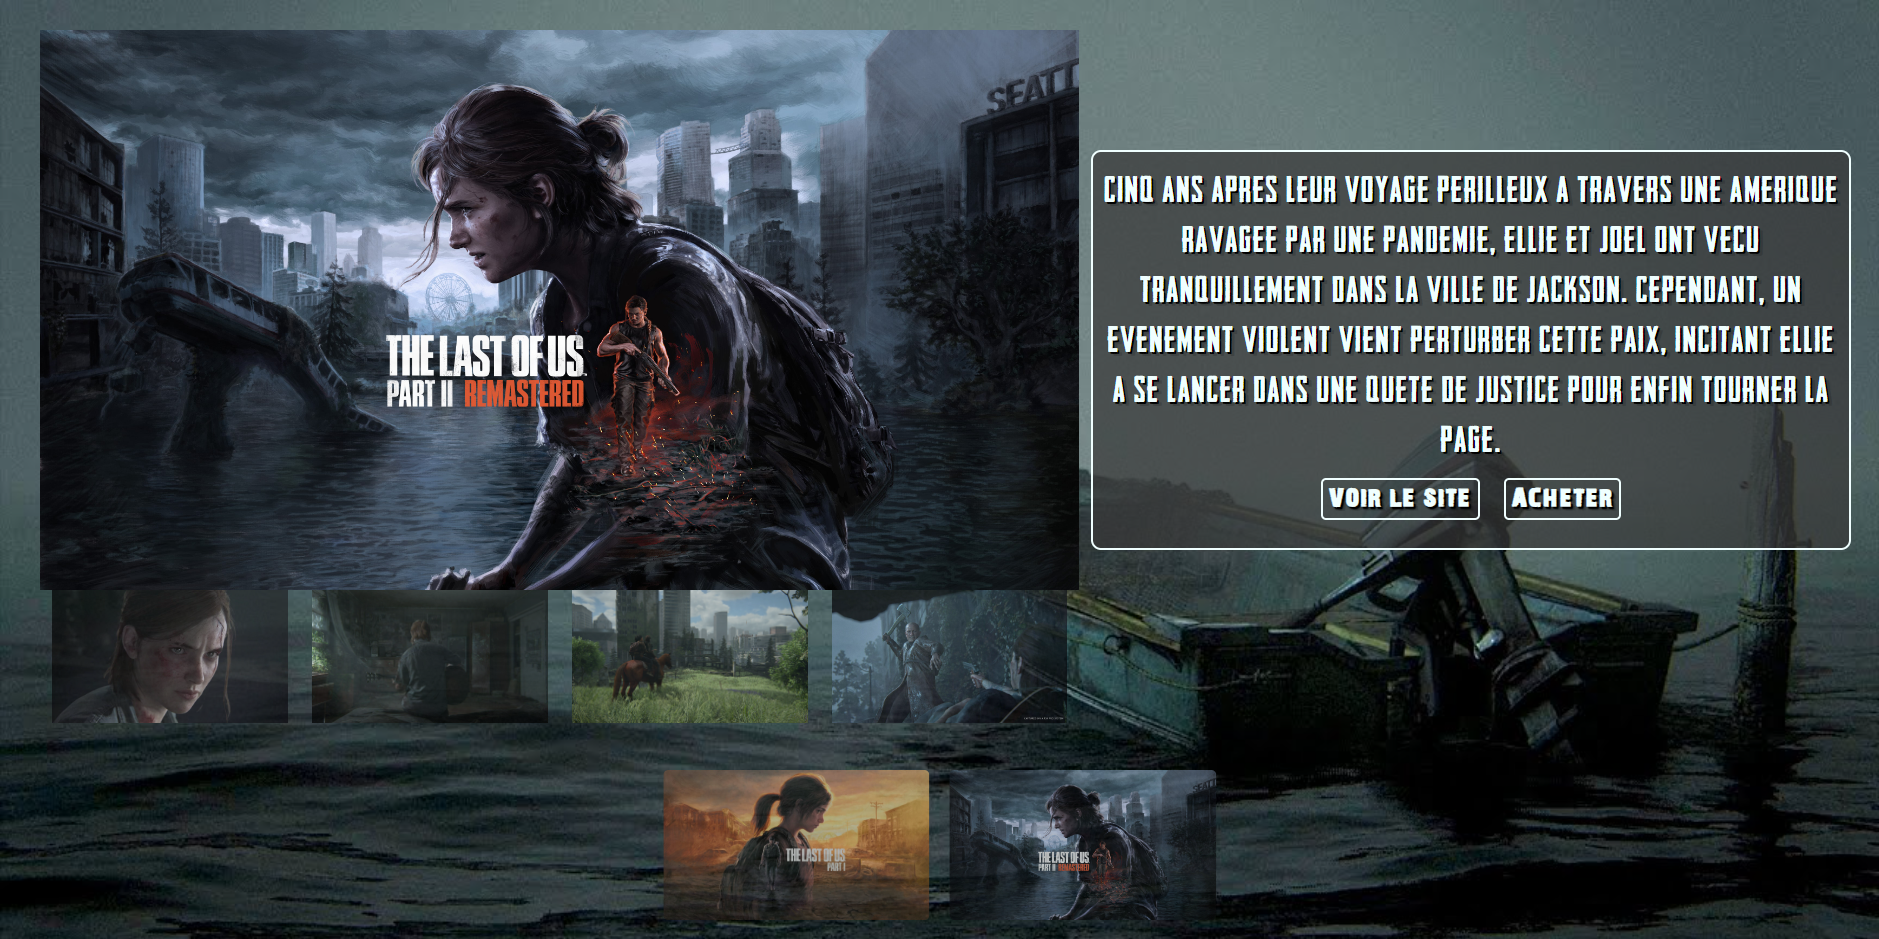 SEATT
THE LAST OF US
PART II REMASTERED
CINQ ANS APRES LEUR VOYAGE PERILLEUX A TRAVERS UNE AMERIQUE
RAVAGEE PAR UNE PANDEMIE, ELLIE ET JOEL ONT VECU
TRANQUILLEMENT DANS LA VILLE DE JACKSON. CEPENDANT, UN
EVENEMENT VIOLENT VIENT PERTURBER CETTE PAIX, INCITANT ELLIE
A SE LANCER DANS UNE QUETE DE JUSTICE POUR ENFIN TOURNER LA
PAGE.
VOIR LE SITE
ACHETER
THE LAST OF US
PART I
THE LAST OF US
PART II REMASTERED